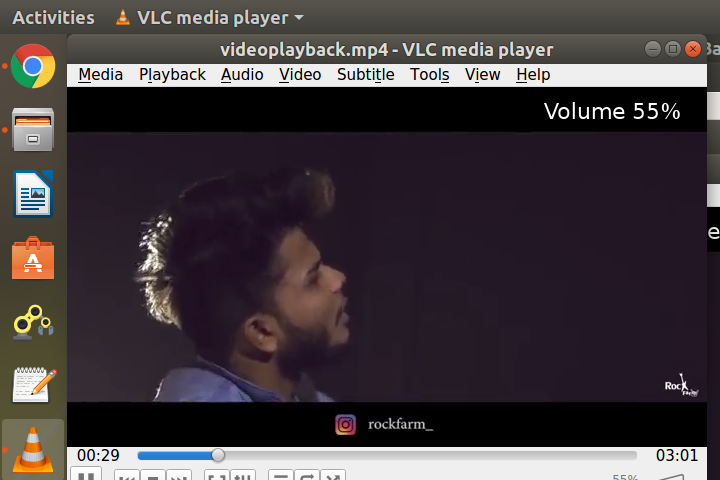 Activities VLC media player
videoplayback.mp4 - VLC media player
Media Playback Audio Video Subtitle Tools View Help
Volume 55%
Rock
rockfarm_
00:29 03:01
55%